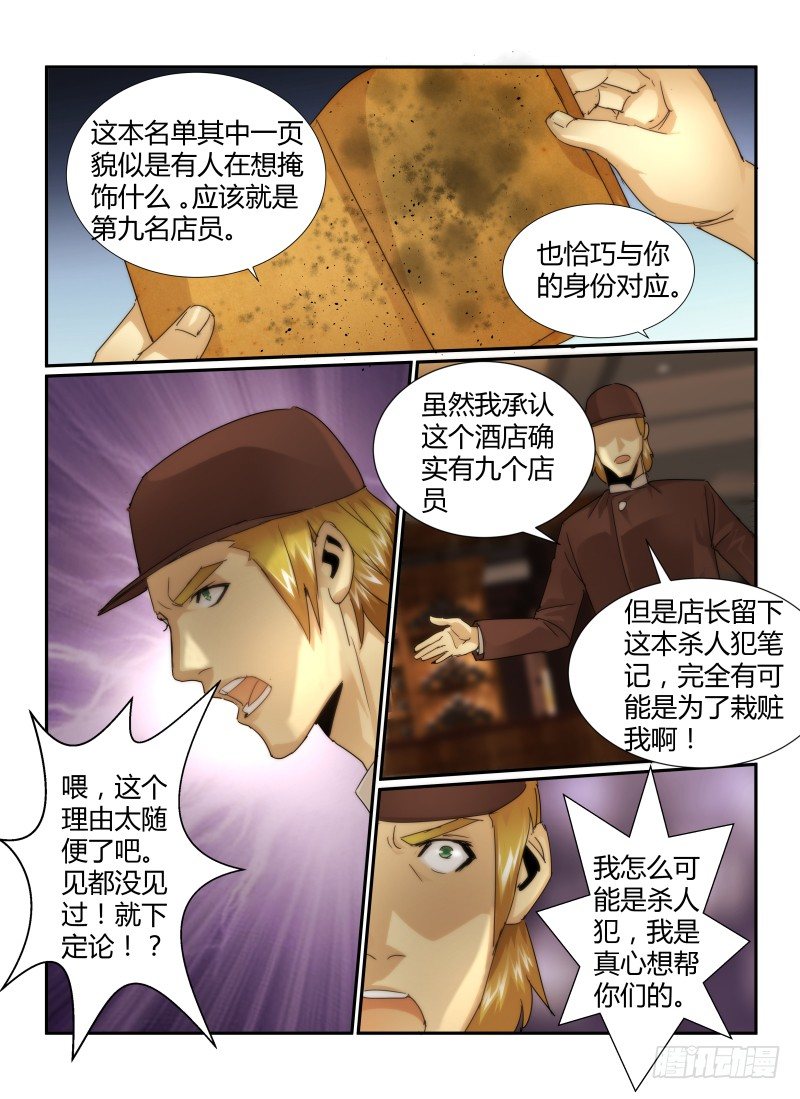 这本名单其中一页
貌似是有人在想掩
饰什么。应该就是
第九名店员。
也恰巧与你
的身份对应。
虽然我承认
这个酒店确
实有九个店
员
但是店长留下
这本杀人犯笔
记，完全有可
能是为了栽赃
我啊！
喂，这个
理由太随
便了吧。
见都没见
过！就下
定论！？
我怎么可
能是杀人
犯，我是
真心想帮
你们的。
腾讯动漫